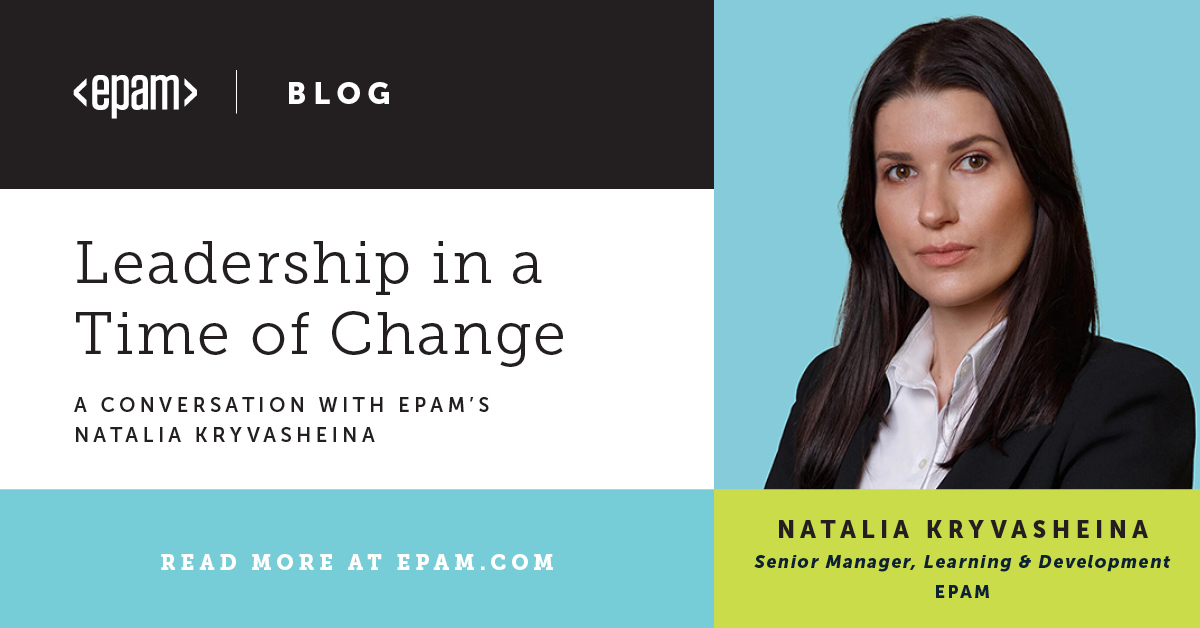 <epam> | BLOG
Leadership in a
Time of Change
A CONVERSATION WITH EPAM’S
NATALIA KRYVASHEINA
READ MORE AT EPAM.COM
NATALIA KRYVASHEINA
Senior Manager, Learning & Development
EPAM